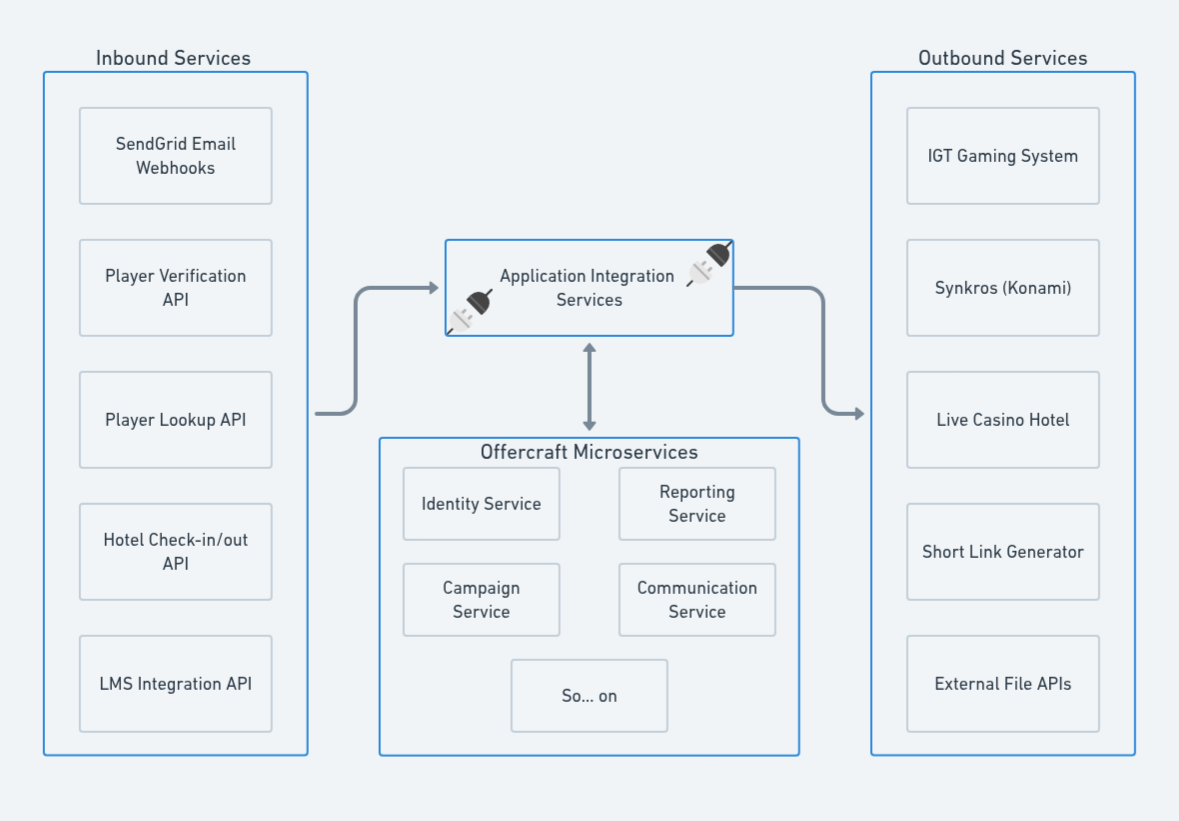 Inbound Services
SendGrid Email
Webhooks
Player Verification
API
Player Lookup API
Hotel Check-in/out
API
LMS Integration API
Application Integration
Services
Offercraft Microservices
Identity Service
Reporting
Service
Campaign
Service
Communication
Service
So... on
Outbound Services
IGT Gaming System
Synkros (Konami)
Live Casino Hotel
Short Link Generator
External File APIs